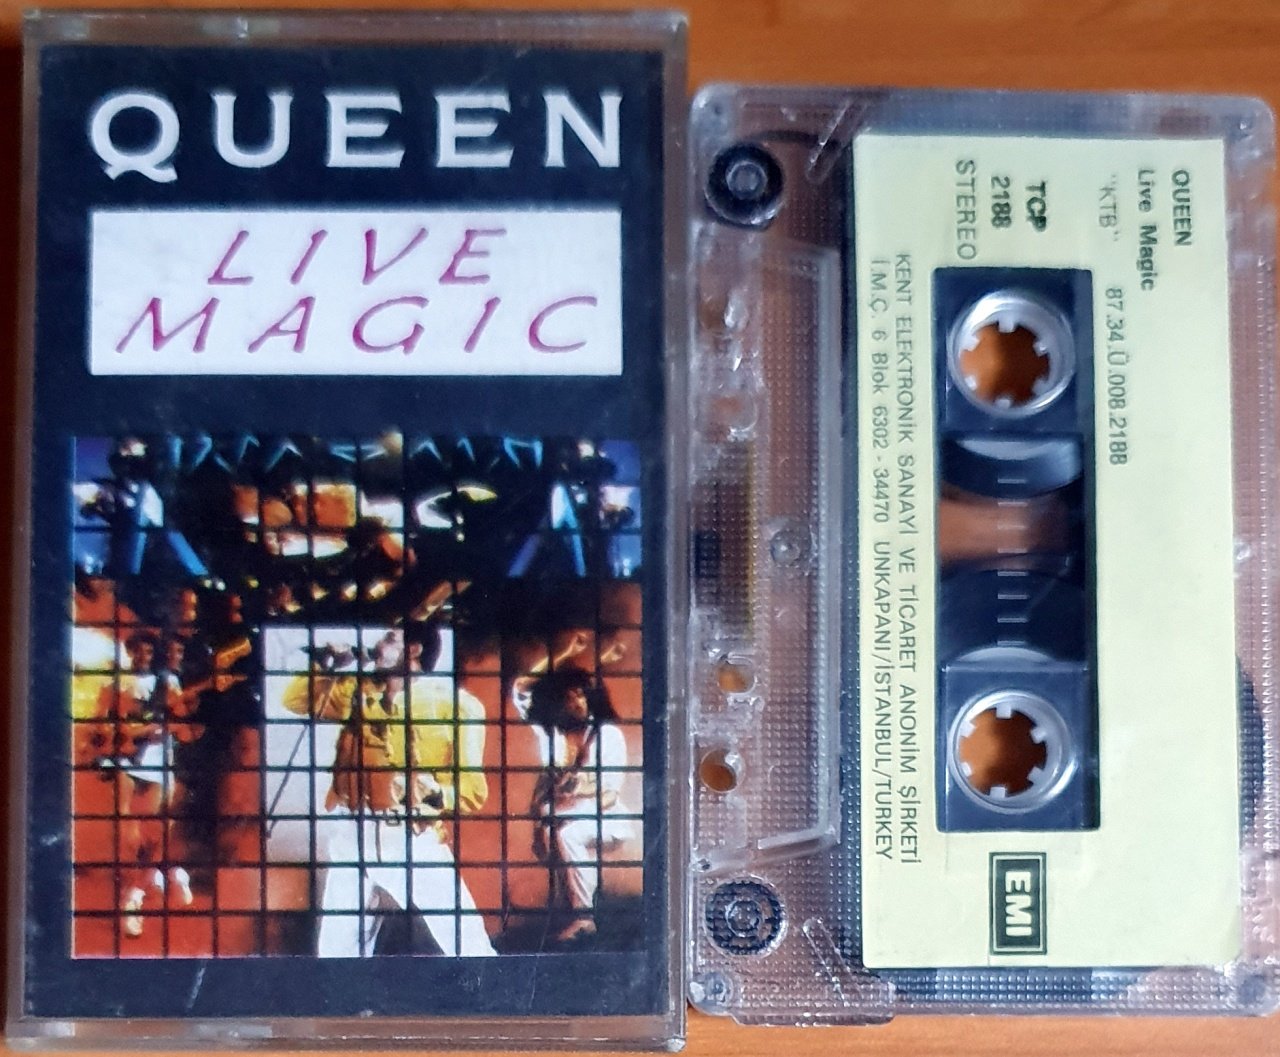 QUEEN
LIVE
MAGIC
QUEEN
Live Magic
"KTB" 87.34.Ü.008.2188
TCP
2188
STEREO
KENT ELEKTRONİK SANAYİ VE TİCARET ANONİM ŞİRKETİ
İ.M.Ç. 6 Blok 6302 - 34470 UNKAPANI/İSTANBUL/TURKEY
EMI